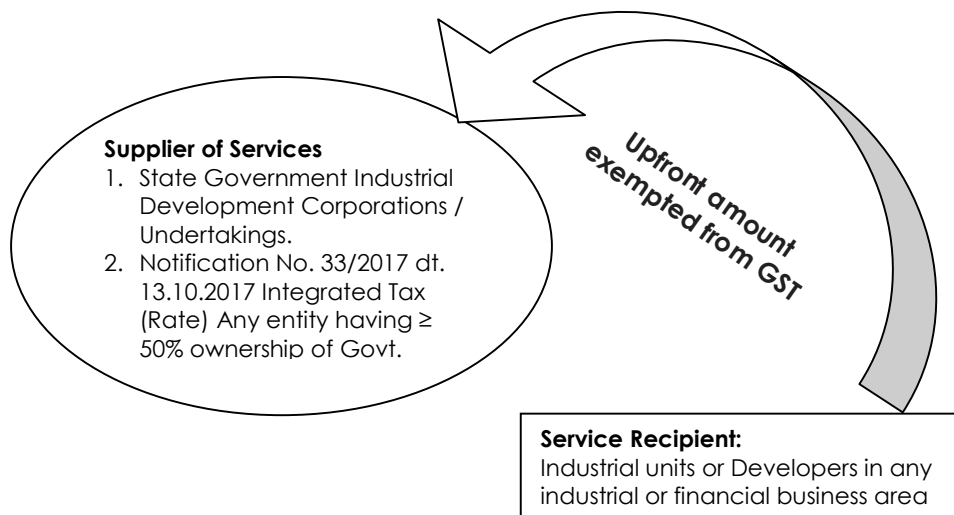 Supplier of Services
1. State Government Industrial
Development Corporations /
Undertakings.
2. Notification No. 33/2017 dt.
13.10.2017 Integrated Tax
(Rate) Any entity having ≥
50% ownership of Govt.
Upfront amount
exempted from GST
Service Recipient:
Industrial units or Developers in any
industrial or financial business area